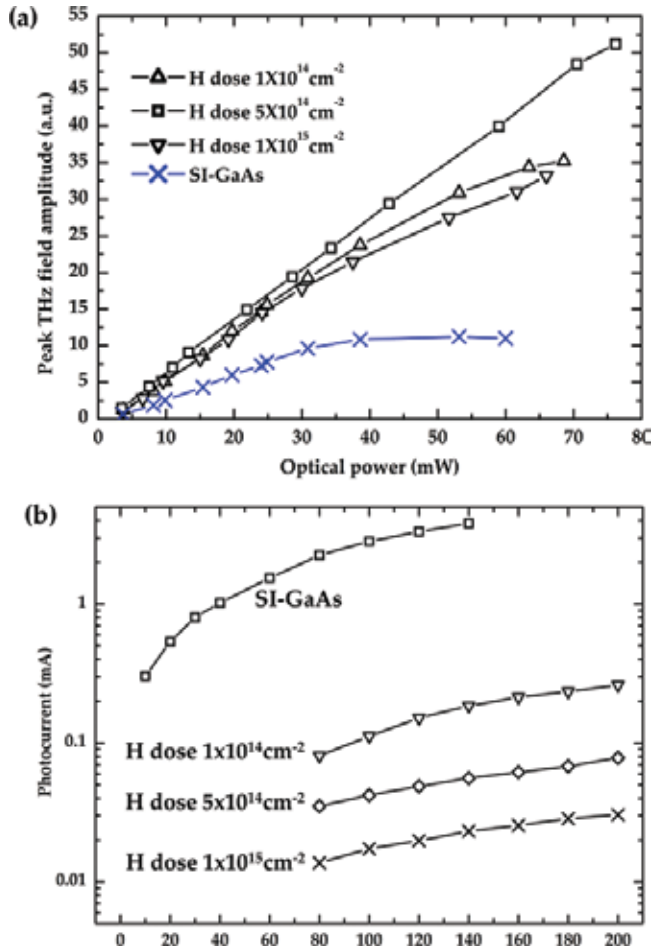 (a)
55
50
45
40
35
30
25
20
15
10
5
0
Peak THz field amplitude (a.u.)
H dose 1X10¹⁴cm⁻²
H dose 5X10¹⁴cm⁻²
H dose 1X10¹⁵cm⁻²
SI-GaAs
0 10 20 30 40 50 60 70 8
Optical power (mW)
(b)
1
0.1
0.01
Photocurrent (mA)
SI-GaAs
H dose 1x10¹⁴cm⁻²
H dose 5x10¹⁴cm⁻²
H dose 1x10¹⁵cm⁻²
0 20 40 60 80 100 120 140 160 180 200